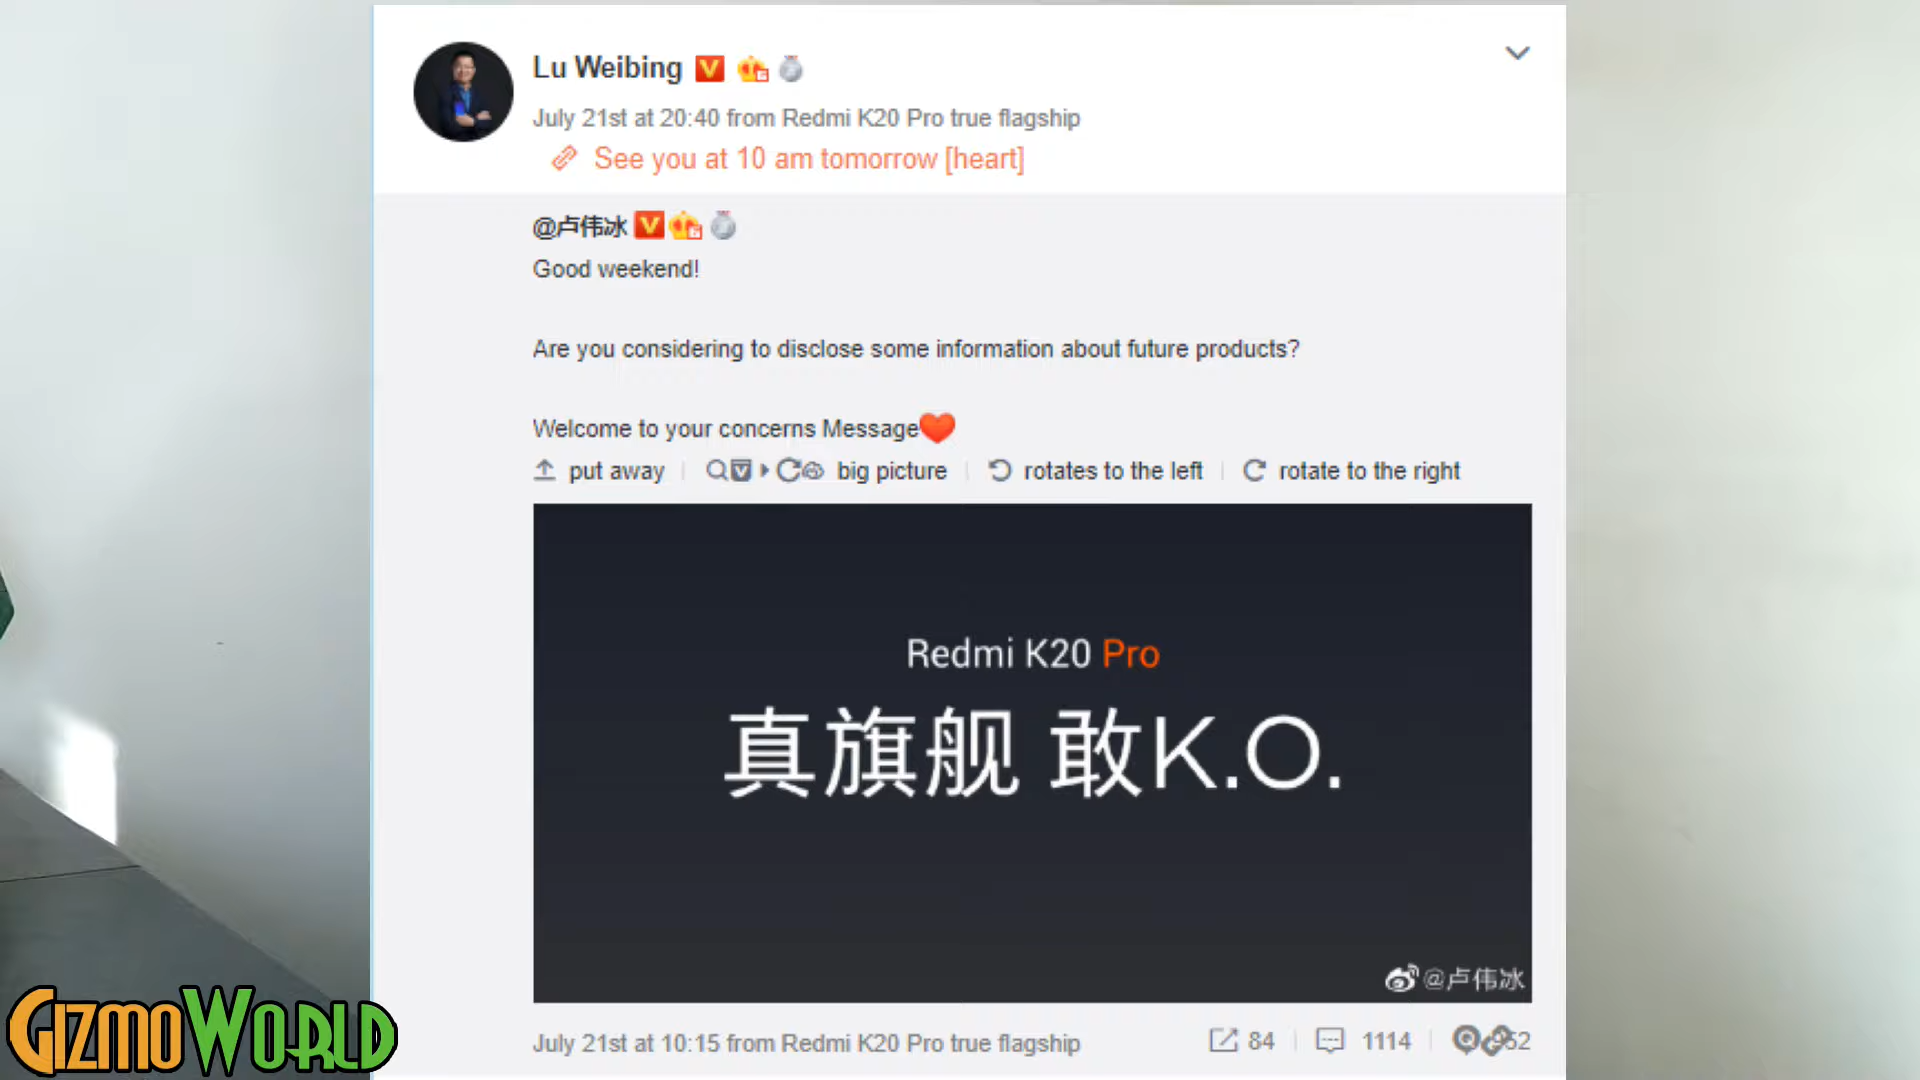 Lu Weibing
July 21st at 20:40 from Redmi K20 Pro true flagship
See you at 10 am tomorrow [heart]
@卢伟冰
Good weekend!
Are you considering to disclose some information about future products?
Welcome to your concerns Message
put away big picture rotates to the left rotate to the right
Redmi K20 Pro
真旗舰 敢K.O.
@卢伟冰
July 21st at 10:15 from Redmi K20 Pro true flagship 84 1114
GIZMOWORLD